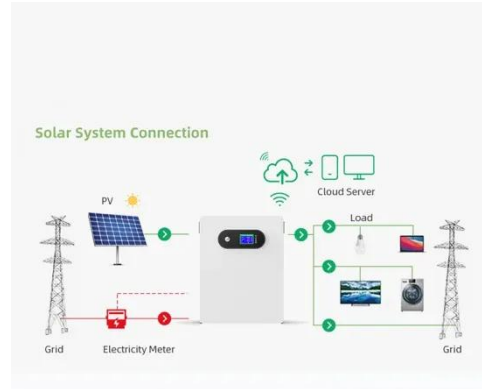 Solar System Connection
Cloud Server
PV
Load
Grid
Electricity Meter
Grid